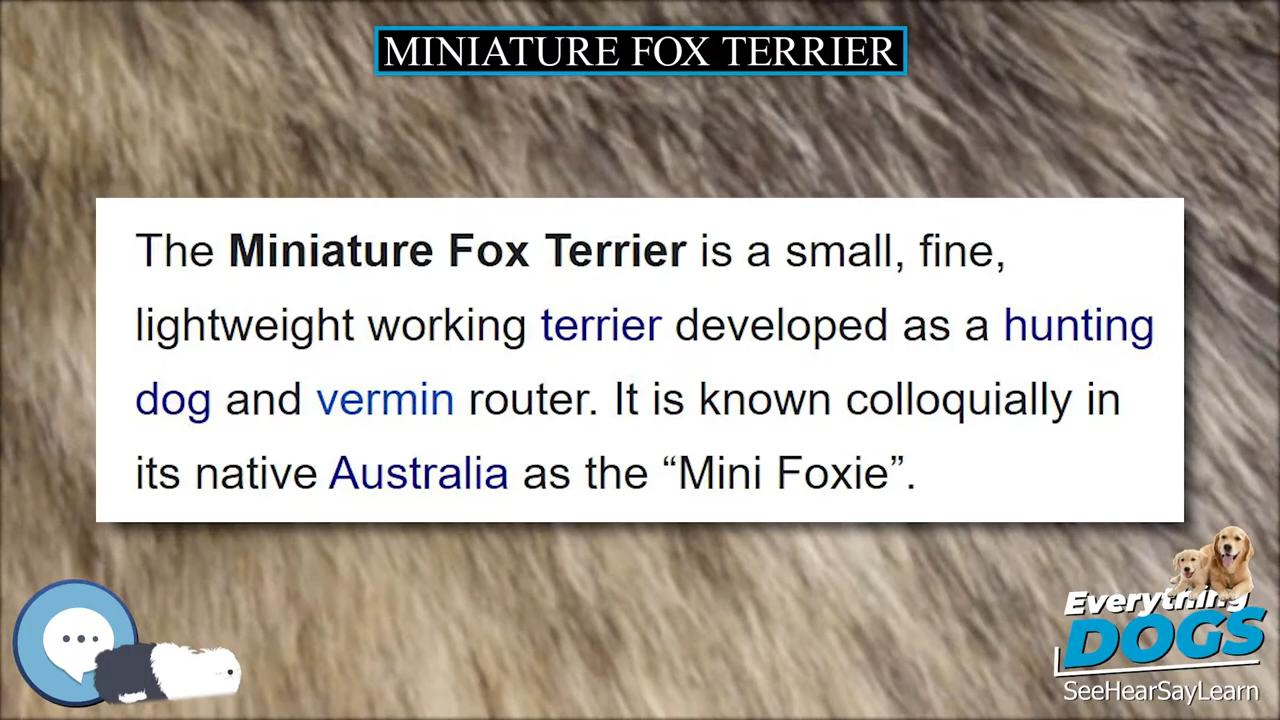 MINIATURE FOX TERRIER
The Miniature Fox Terrier is a small, fine,
lightweight working terrier developed as a hunting
dog and vermin router. It is known colloquially in
its native Australia as the “Mini Foxie”.
Everything
DOGS
SeeHearSayLearn